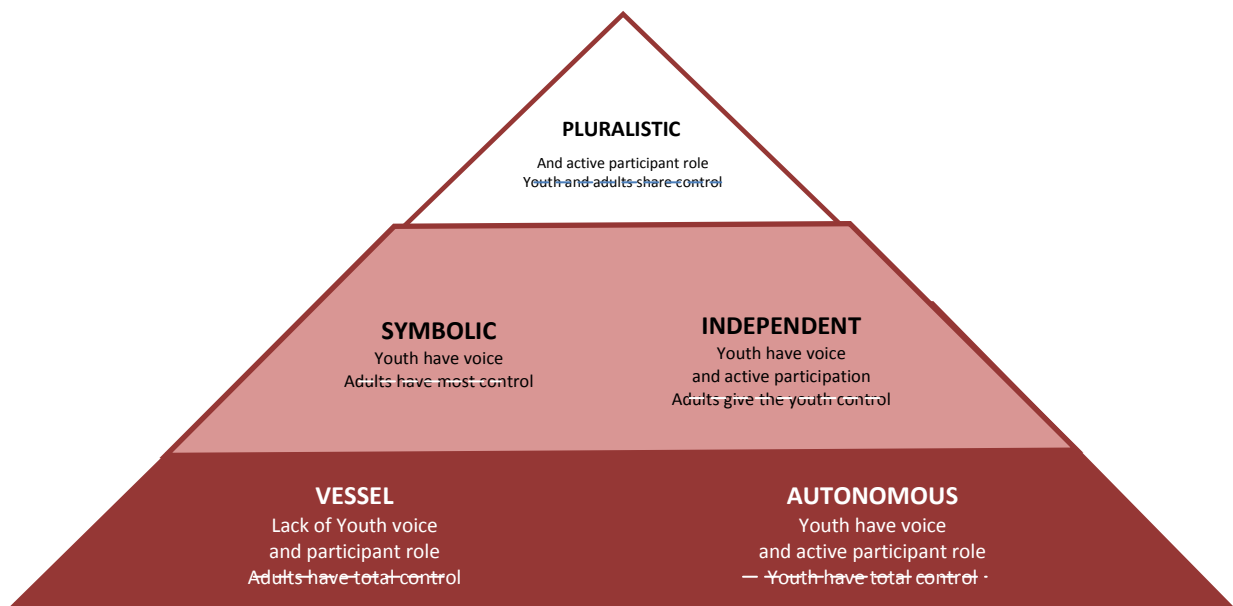 PLURALISTIC
And active participant role
Youth and adults share control
SYMBOLIC
Youth have voice
Adults have most control
INDEPENDENT
Youth have voice
and active participation
Adults give the youth control
VESSEL
Lack of Youth voice
and participant role
Adults have total control
AUTONOMOUS
Youth have voice
and active participant role
Youth have total control